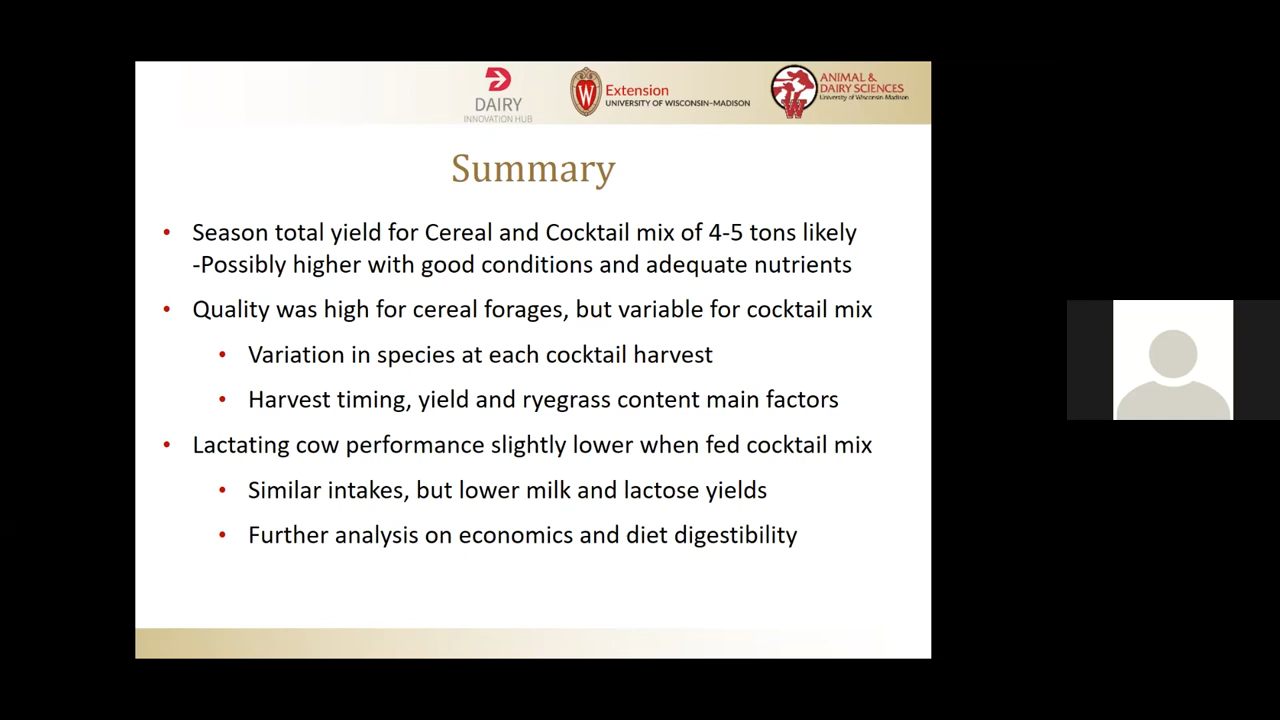 DAIRY
INNOVATION HUB
W
Extension
UNIVERSITY OF WISCONSIN–MADISON
W
ANIMAL &
DAIRY SCIENCES
University of Wisconsin-Madison
Summary
• Season total yield for Cereal and Cocktail mix of 4-5 tons likely
-Possibly higher with good conditions and adequate nutrients
• Quality was high for cereal forages, but variable for cocktail mix
• Variation in species at each cocktail harvest
• Harvest timing, yield and ryegrass content main factors
• Lactating cow performance slightly lower when fed cocktail mix
• Similar intakes, but lower milk and lactose yields
• Further analysis on economics and diet digestibility